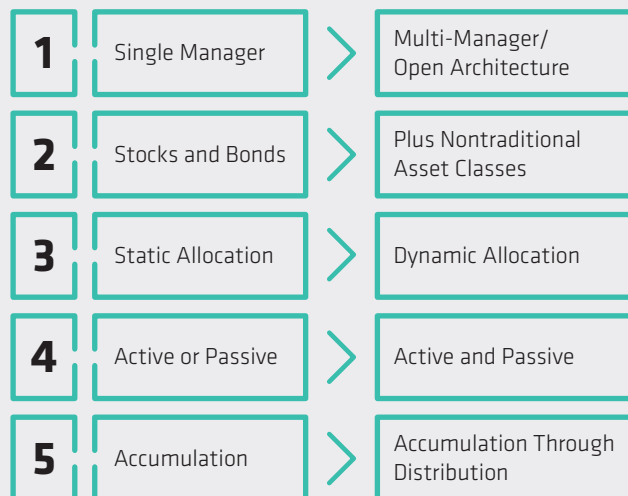 1
Single Manager
Multi-Manager/
Open Architecture
2
Stocks and Bonds
Plus Nontraditional
Asset Classes
3
Static Allocation
Dynamic Allocation
4
Active or Passive
Active and Passive
5
Accumulation
Accumulation Through
Distribution